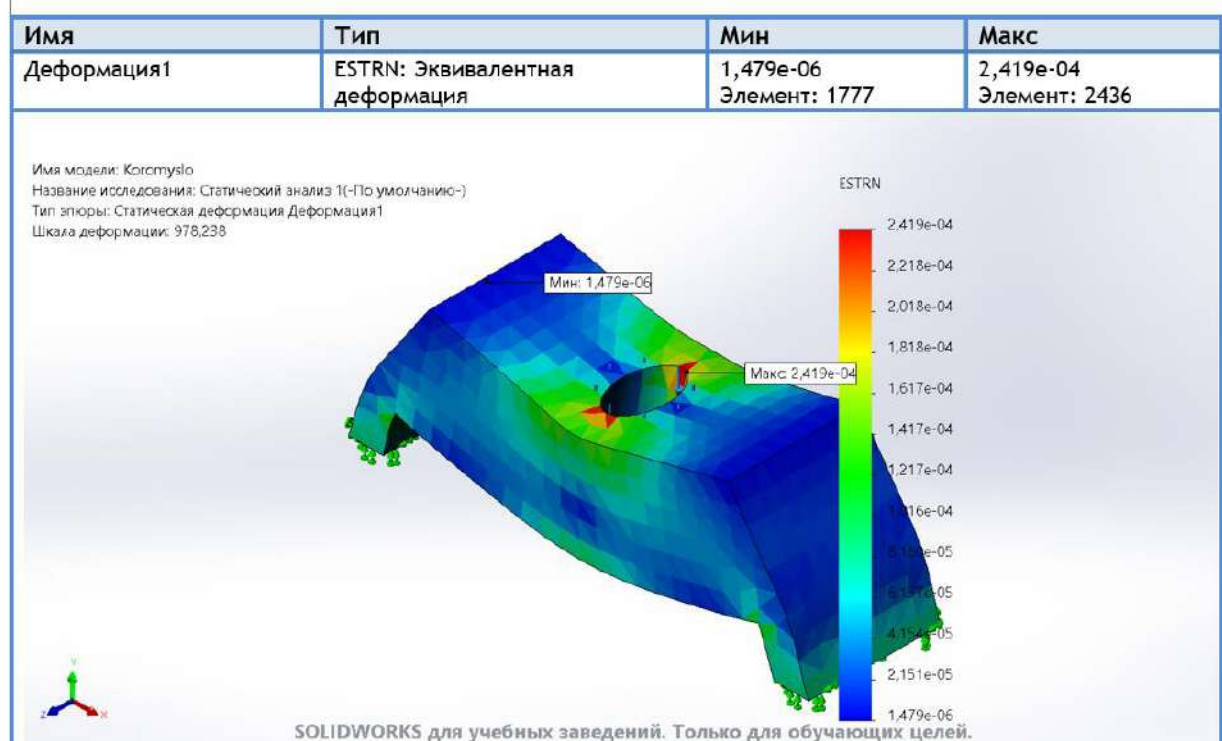 Имя Тип Мин Макс
Деформация1 ESTRN: Эквивалентная деформация 1,479e-06 Элемент: 1777 2,419e-04 Элемент: 2436
Имя модели: Koromyslo
Название исследования: Статический анализ 1(-По умолчанию-)
Тип эпюры: Статическая деформация Деформация1
Шкала деформации: 978,238
ESTRN
2,419e-04
2,218e-04
2,018e-04
1,818e-04
1,617e-04
1,417e-04
1,217e-04
4,154e-05
2,151e-05
1,479e-06
Мин: 1,479e-06
Макс: 2,419e-04
Y
Z
X
SOLIDWORKS для учебных заведений. Только для обучающих целей.